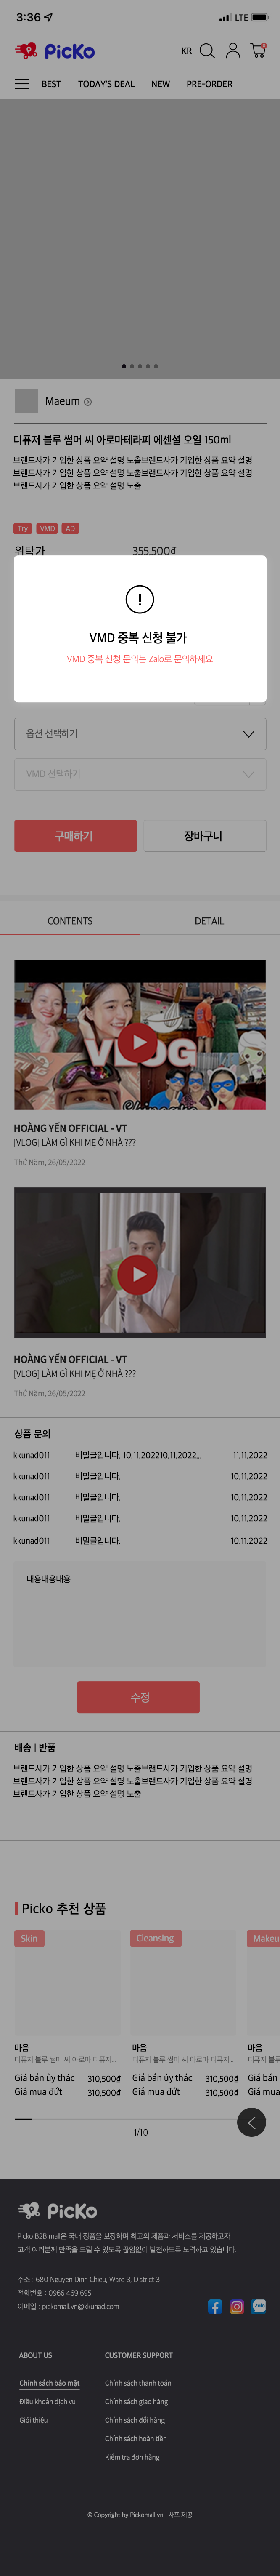 3:36
LTE
PicKo
KR
BEST TODAY'S DEAL NEW PRE-ORDER
Maeum
디퓨저 블루 썸머 씨 아로마테라피 에센셜 오일 150ml
브랜드사가 기입한 상품 요약 설명 노출브랜드사가 기입한 상품 요약 설명
브랜드사가 기입한 상품 요약 설명 노출브랜드사가 기입한 상품 요약 설명
브랜드사가 기입한 상품 요약 설명 노출
Try VMD AD
위탁가 355,500₫
!
VMD 중복 신청 불가
VMD 중복 신청 문의는 Zalo로 문의하세요
옵션 선택하기
VMD 선택하기
구매하기 장바구니
CONTENTS DETAIL
VLOG
HOÀNG YẾN OFFICIAL - VT
[VLOG] LÀM GÌ KHI MẸ Ở NHÀ ???
Thứ Năm, 26/05/2022
HOÀNG YẾN OFFICIAL - VT
[VLOG] LÀM GÌ KHI MẸ Ở NHÀ ???
Thứ Năm, 26/05/2022
상품 문의
kkunad011 비밀글입니다. 10.11.202210.11.2022... 11.11.2022
kkunad011 비밀글입니다. 10.11.2022
kkunad011 비밀글입니다. 10.11.2022
kkunad011 비밀글입니다. 10.11.2022
kkunad011 비밀글입니다. 10.11.2022
내용내용내용
수정
배송 | 반품
브랜드사가 기입한 상품 요약 설명 노출브랜드사가 기입한 상품 요약 설명
브랜드사가 기입한 상품 요약 설명 노출브랜드사가 기입한 상품 요약 설명
브랜드사가 기입한 상품 요약 설명 노출
Picko 추천 상품
Skin Cleansing Makeu
마음 마음 마음
디퓨저 블루 썸머 씨 아로마 디퓨저... 디퓨저 블루 썸머 씨 아로마 디퓨저... 디퓨저 블루
Giá bán ủy thác 310,500₫ Giá bán ủy thác 310,500₫ Giá bán
Giá mua đứt 310,500₫ Giá mua đứt 310,500₫ Giá mua
1/10
PicKo
Picko B2B mall은 국내 정품을 보장하며 최고의 제품과 서비스를 제공하고자
고객 여러분께 만족을 드릴 수 있도록 끊임없이 발전하도록 노력하고 있습니다.
주소 : 680 Nguyen Dinh Chieu, Ward 3, District 3
전화번호 : 0966 469 695
이메일 : pickomall.vn@kkunad.com
Zalo
ABOUT US CUSTOMER SUPPORT
Chính sách bảo mật Chính sách thanh toán
Điều khoản dịch vụ Chính sách giao hàng
Giới thiệu Chính sách đổi hàng
Chính sách hoàn tiền
Kiểm tra đơn hàng
© Copyright by Pickomall.vn | 사포 제공